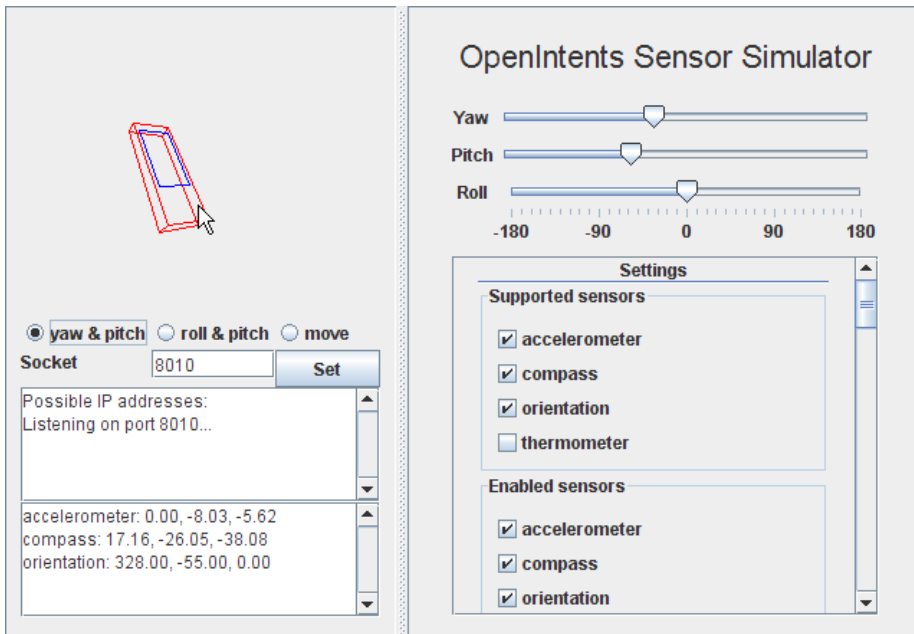 yaw & pitch roll & pitch move
Socket 8010 Set
Possible IP addresses:
Listening on port 8010...
accelerometer: 0.00, -8.03, -5.62
compass: 17.16, -26.05, -38.08
orientation: 328.00, -55.00, 0.00
OpenIntents Sensor Simulator
Yaw
Pitch
Roll
-180 -90 0 90 180
Settings
Supported sensors
accelerometer
compass
orientation
thermometer
Enabled sensors
accelerometer
compass
orientation